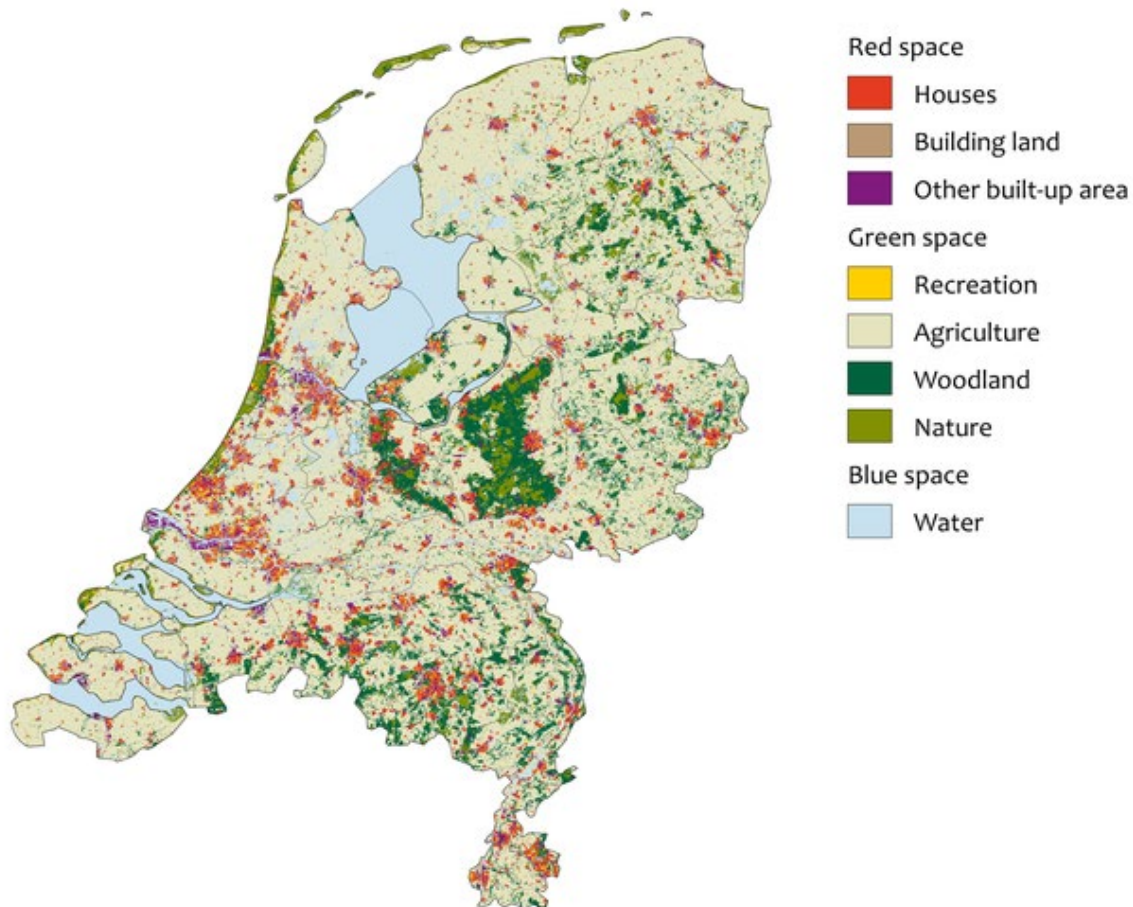 Red space
Houses
Building land
Other built-up area
Green space
Recreation
Agriculture
Woodland
Nature
Blue space
Water